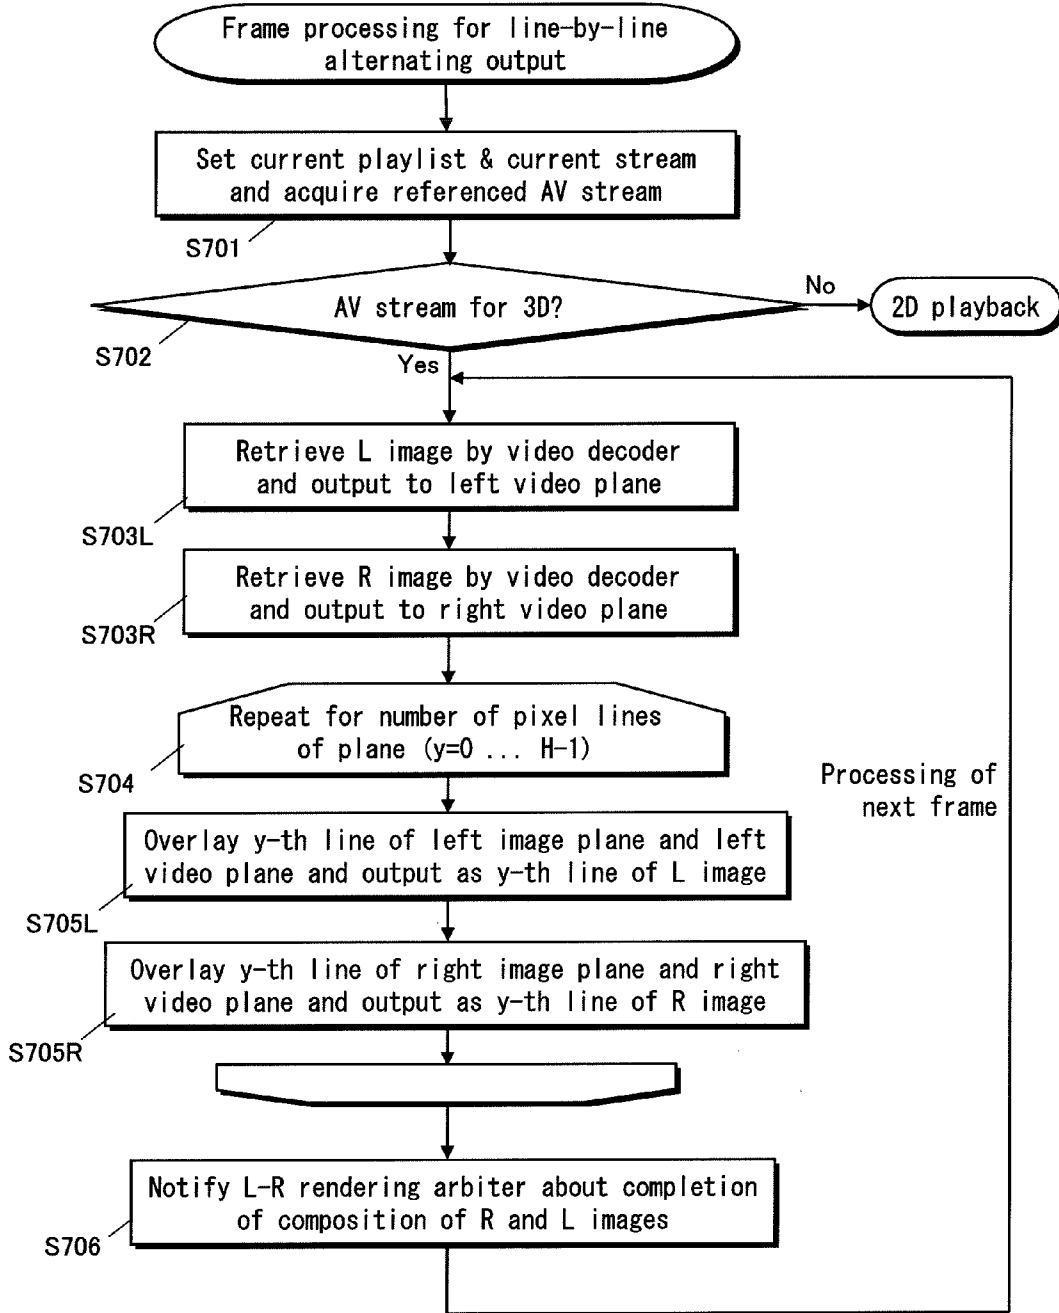 Frame processing for line-by-line
alternating output
Set current playlist & current stream
and acquire referenced AV stream
S701
AV stream for 3D?
No
2D playback
S702
Yes
Retrieve L image by video decoder
and output to left video plane
S703L
Retrieve R image by video decoder
and output to right video plane
S703R
Repeat for number of pixel lines
of plane (y=0 ... H-1)
S704
Processing of
next frame
Overlay y-th line of left image plane and left
video plane and output as y-th line of L image
S705L
Overlay y-th line of right image plane and right
video plane and output as y-th line of R image
S705R
Notify L-R rendering arbiter about completion
of composition of R and L images
S706